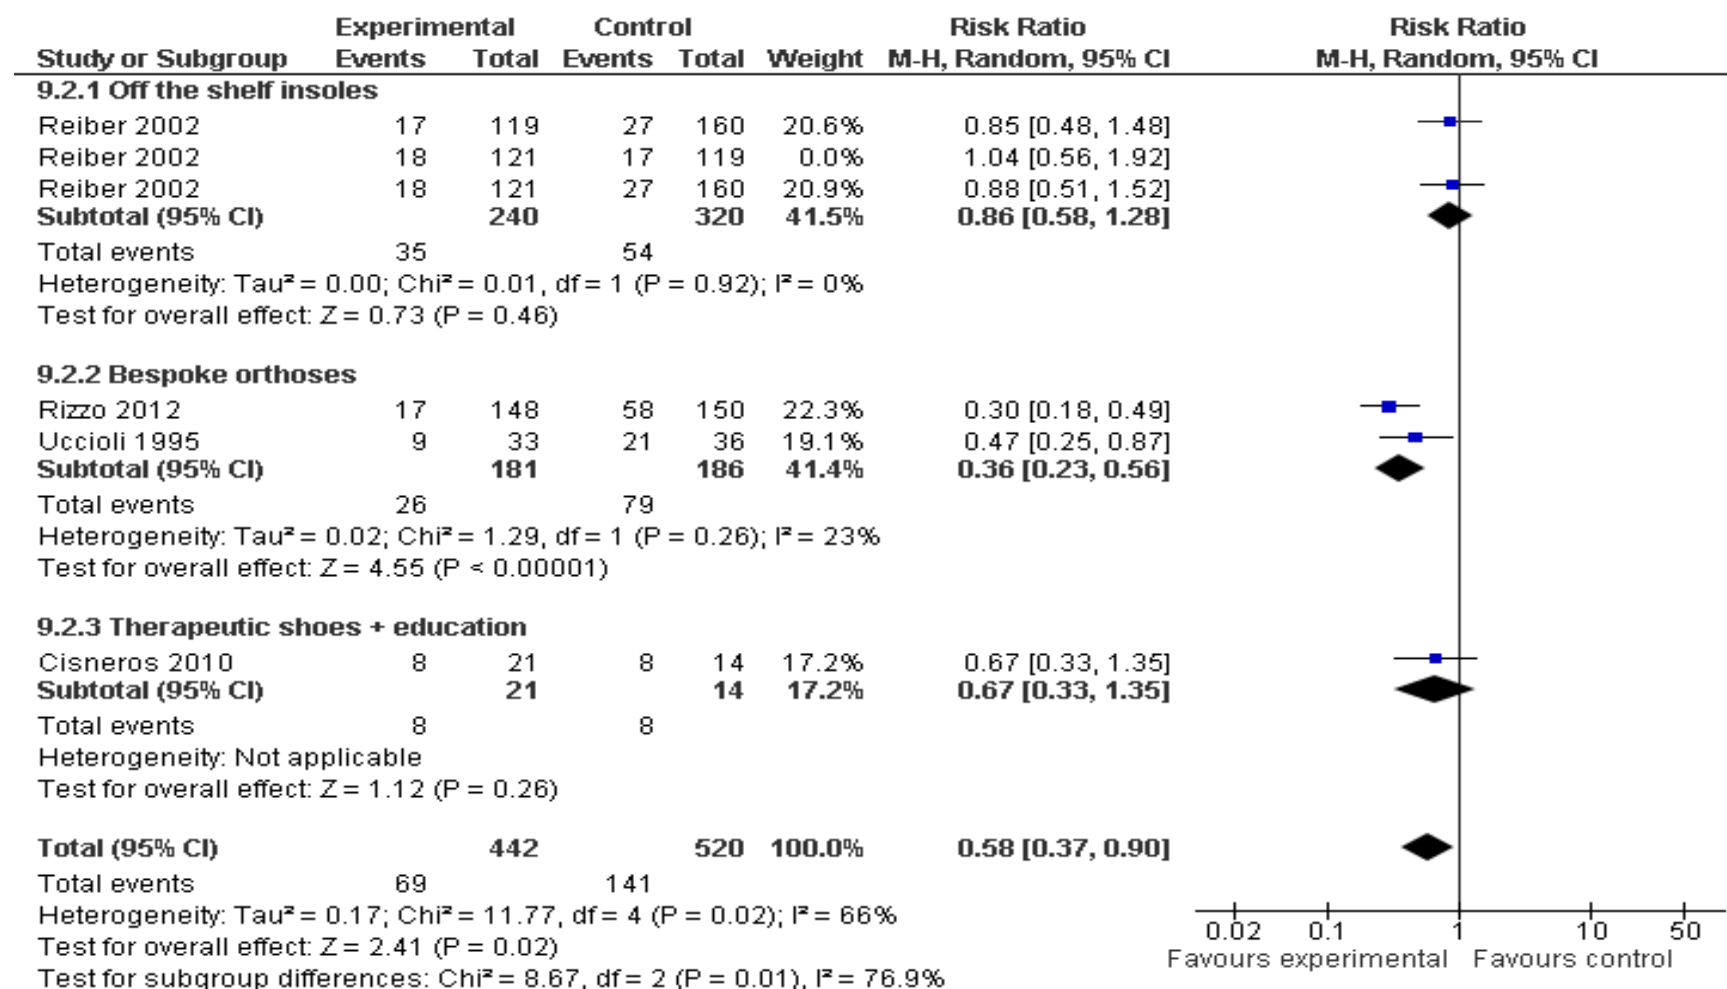 Experimental Control Risk Ratio Risk Ratio
Study or Subgroup Events Total Events Total Weight M-H, Random, 95% CI M-H, Random, 95% CI
9.2.1 Off the shelf insoles
Reiber 2002 17 119 27 160 20.6% 0.85 [0.48, 1.48]
Reiber 2002 18 121 17 119 0.0% 1.04 [0.56, 1.92]
Reiber 2002 18 121 27 160 20.9% 0.88 [0.51, 1.52]
Subtotal (95% CI) 240 320 41.5% 0.86 [0.58, 1.28]
Total events 35 54
Heterogeneity: Tau² = 0.00; Chi² = 0.01, df = 1 (P = 0.92); I² = 0%
Test for overall effect: Z = 0.73 (P = 0.46)
9.2.2 Bespoke orthoses
Rizzo 2012 17 148 58 150 22.3% 0.30 [0.18, 0.49]
Uccioli 1995 9 33 21 36 19.1% 0.47 [0.25, 0.87]
Subtotal (95% CI) 181 186 41.4% 0.36 [0.23, 0.56]
Total events 26 79
Heterogeneity: Tau² = 0.02; Chi² = 1.29, df = 1 (P = 0.26); I² = 23%
Test for overall effect: Z = 4.55 (P < 0.00001)
9.2.3 Therapeutic shoes + education
Cisneros 2010 8 21 8 14 17.2% 0.67 [0.33, 1.35]
Subtotal (95% CI) 21 14 17.2% 0.67 [0.33, 1.35]
Total events 8 8
Heterogeneity: Not applicable
Test for overall effect: Z = 1.12 (P = 0.26)
Total (95% CI) 442 520 100.0% 0.58 [0.37, 0.90]
Total events 69 141
Heterogeneity: Tau² = 0.17; Chi² = 11.77, df = 4 (P = 0.02); I² = 66%
Test for overall effect: Z = 2.41 (P = 0.02)
Test for subgroup differences: Chi² = 8.67, df = 2 (P = 0.01), I² = 76.9%
0.02 0.1 1 10 50
Favours experimental Favours control